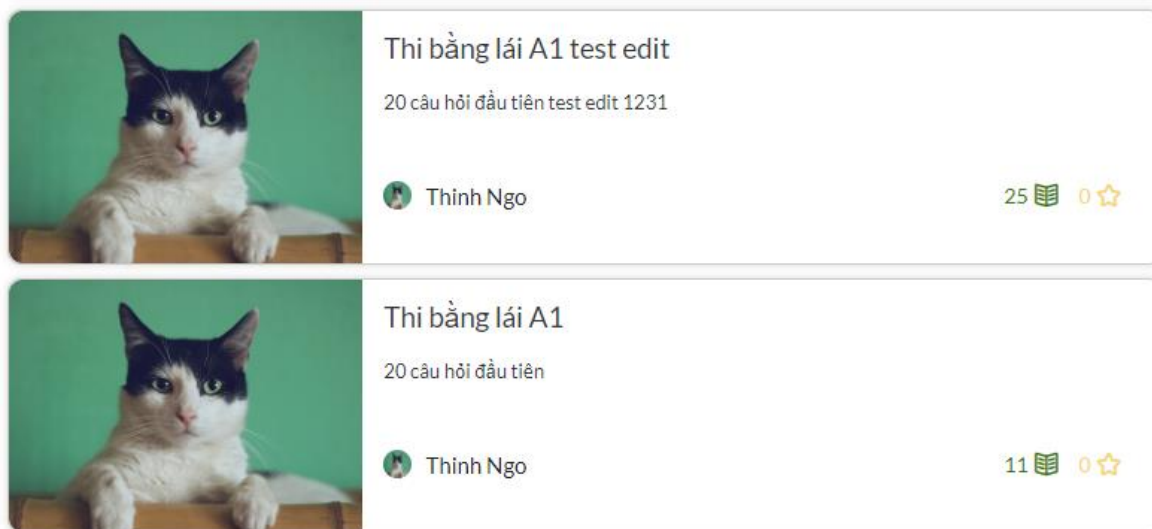 Thi bằng lái A1 test edit
20 câu hỏi đầu tiên test edit 1231
Thinh Ngo
25 0
Thi bằng lái A1
20 câu hỏi đầu tiên
Thinh Ngo
11 0